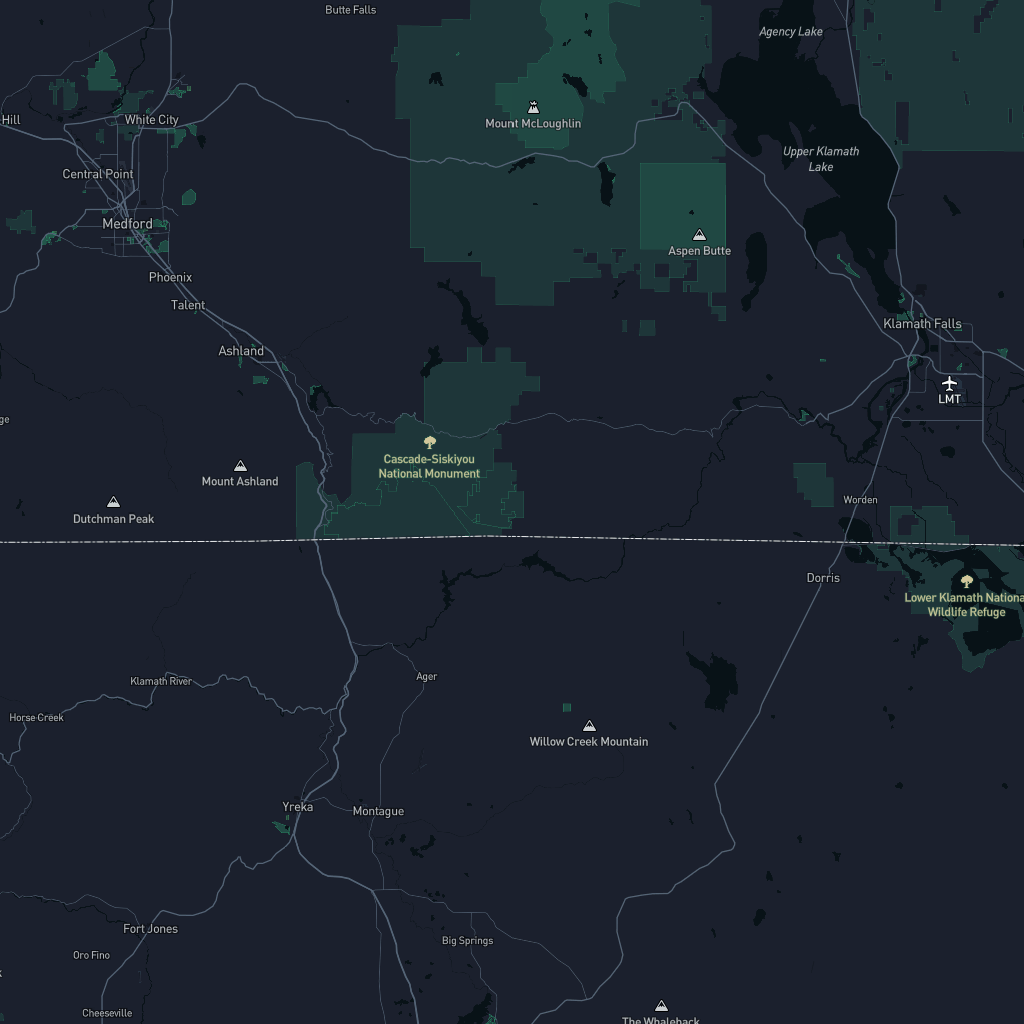 Butte Falls
Agency Lake
Hill
White City
Mount McLoughlin
Upper Klamath
Lake
Central Point
Medford
Aspen Butte
Phoenix
Talent
Klamath Falls
Ashland
LMT
ge
Cascade-Siskiyou
National Monument
Mount Ashland
Worden
Dutchman Peak
Dorris
Lower Klamath Nationa
Wildlife Refuge
Klamath River
Ager
Horse Creek
Willow Creek Mountain
Yreka
Montague
Fort Jones
Big Springs
Oro Fino
Cheeseville
The Whaleback